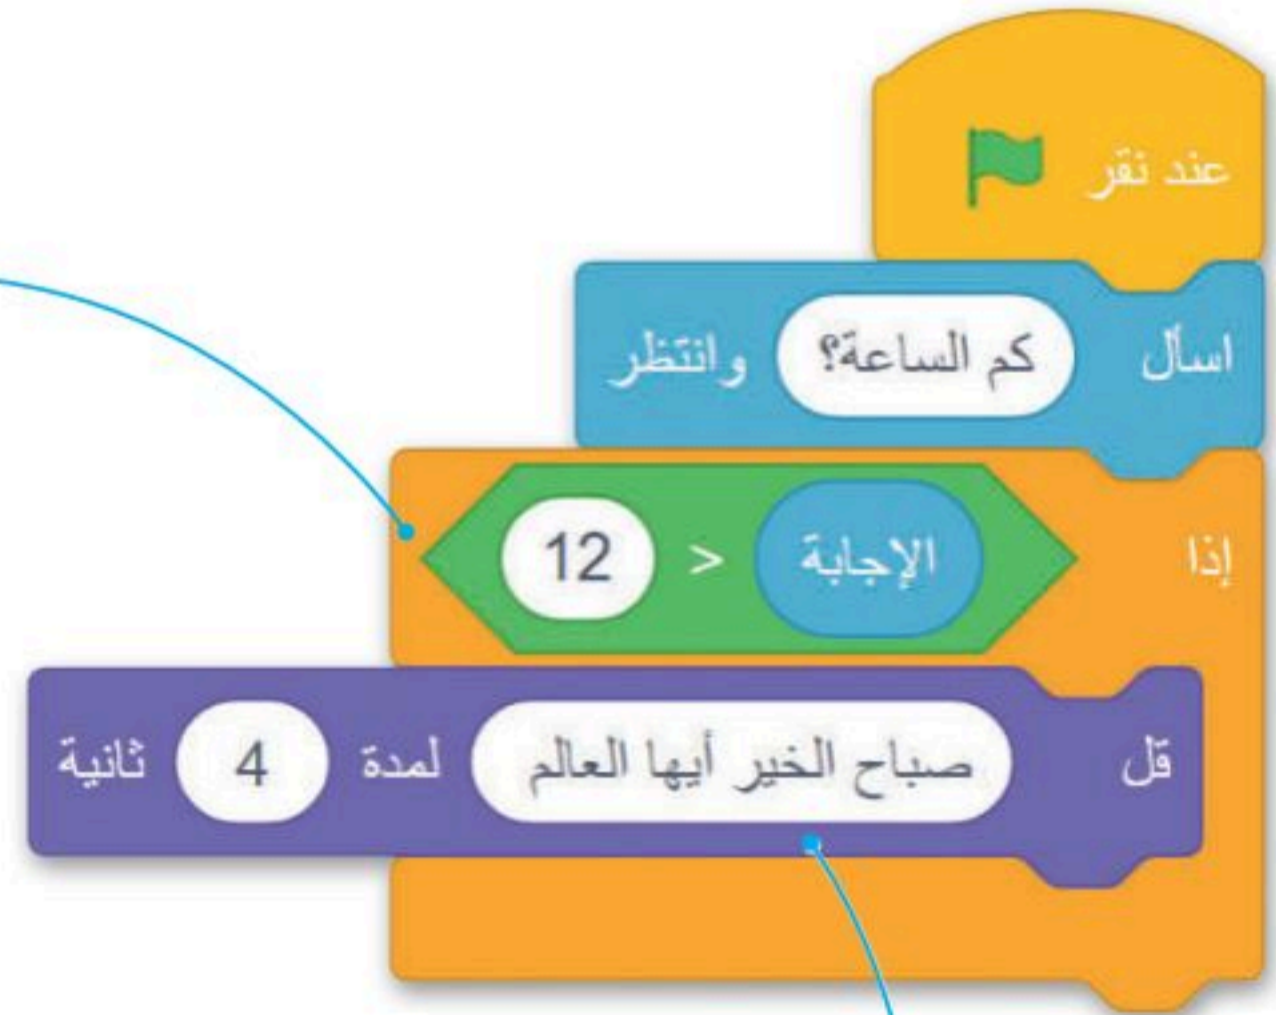 عند نقر
اسأل كم الساعة؟ وانتظر
إذا الإجابة < 12
قل صباح الخير أيها العالم لمدة 4 ثانية